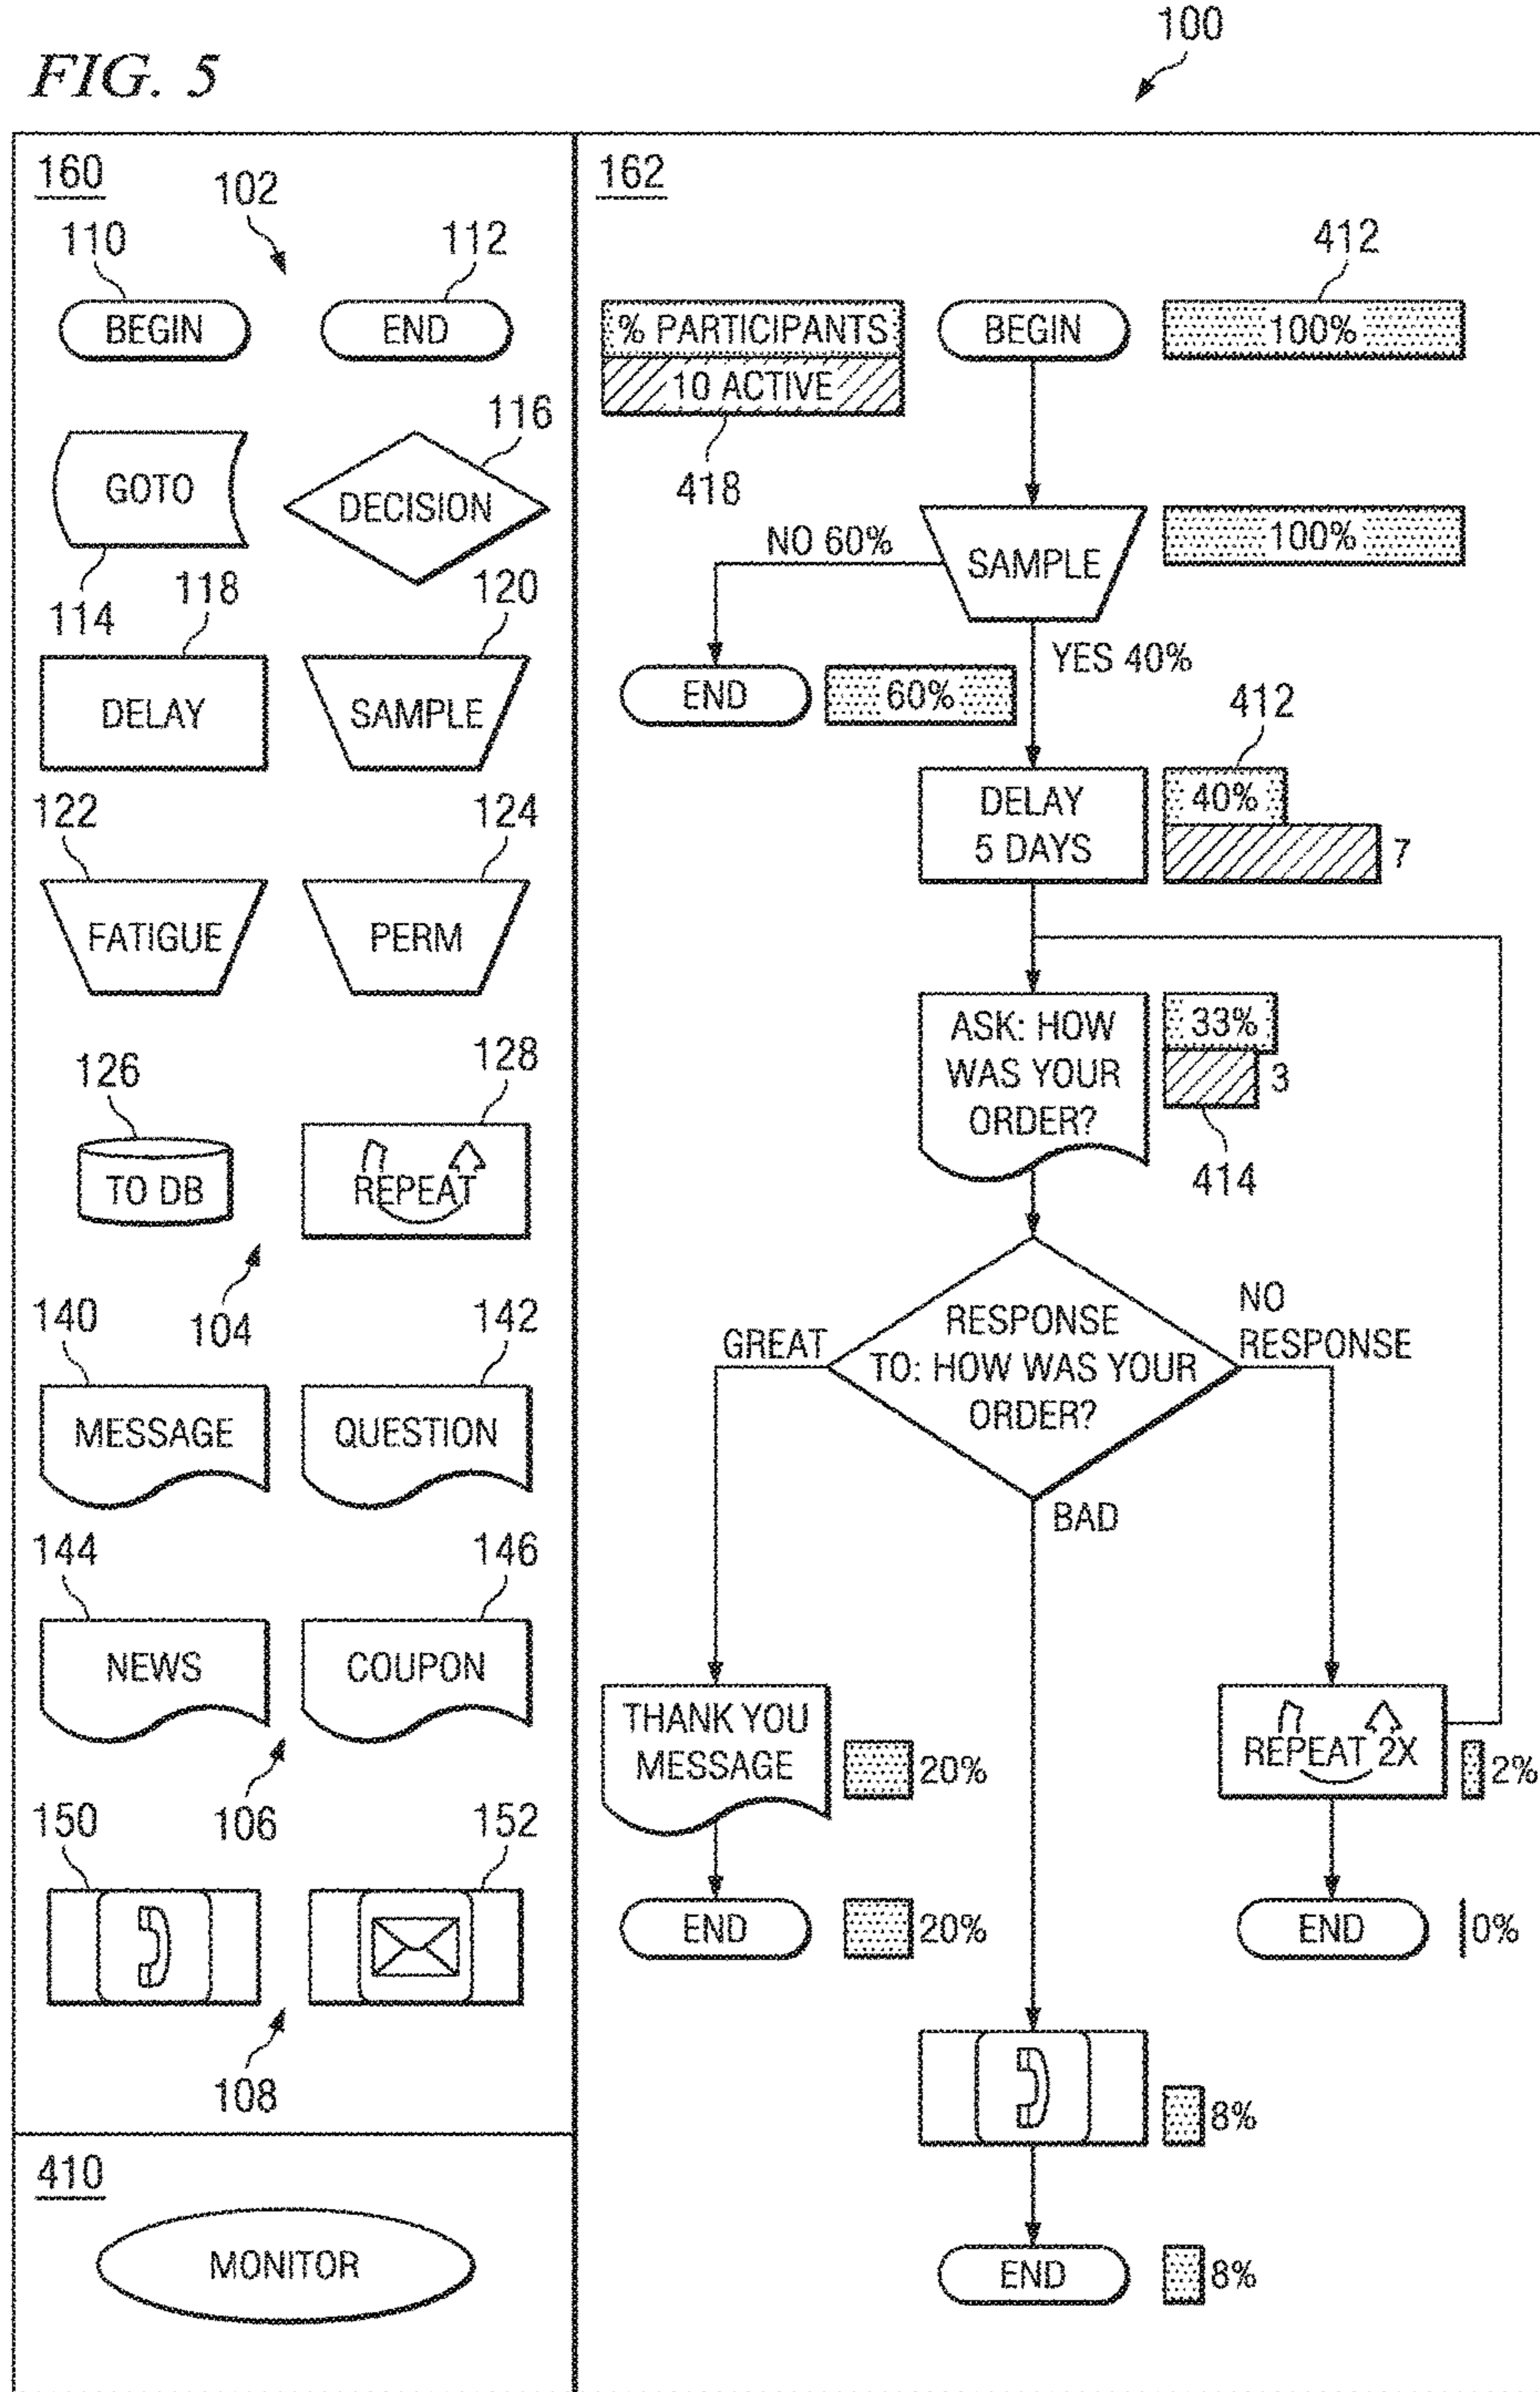 FIG. 5
100
160
102
110
112
BEGIN
END
116
GOTO
DECISION
114
118
120
DELAY
SAMPLE
122
124
FATIGUE
PERM
126
128
TO DB
REPEAT
104
140
142
MESSAGE
QUESTION
144
146
NEWS
COUPON
106
150
152
108
410
MONITOR
162
412
% PARTICIPANTS
10 ACTIVE
418
BEGIN
100%
NO 60%
SAMPLE
100%
YES 40%
END
60%
412
DELAY
5 DAYS
40%
7
ASK: HOW
WAS YOUR
ORDER?
33%
3
414
GREAT
RESPONSE
TO: HOW WAS YOUR
ORDER?
NO
RESPONSE
BAD
THANK YOU
MESSAGE
20%
REPEAT 2X
2%
END
20%
END
0%
8%
END
8%